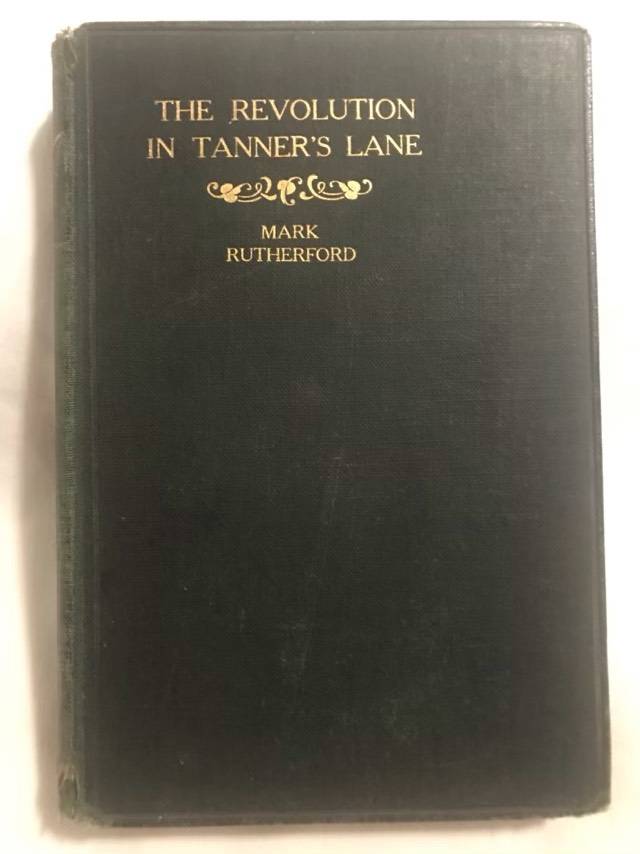 THE REVOLUTION
IN TANNER'S LANE
MARK
RUTHERFORD